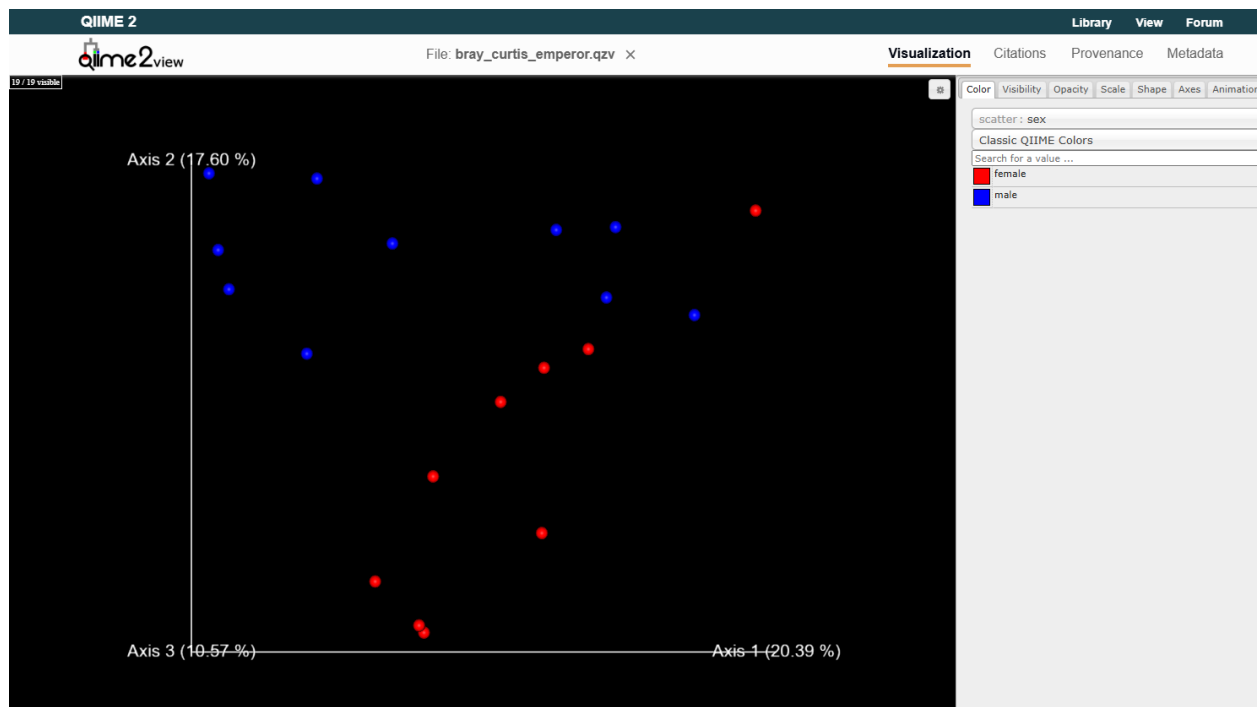 QIIME 2
Library View Forum
qiime2view
File: bray_curtis_emperor.qzv ×
Visualization Citations Provenance Metadata
19 / 19 visible
Color Visibility Opacity Scale Shape Axes Animation
scatter : sex
Classic QIIME Colors
Search for a value ...
female
male
Axis 2 (17.60 %)
Axis 3 (10.57 %)
Axis 1 (20.39 %)